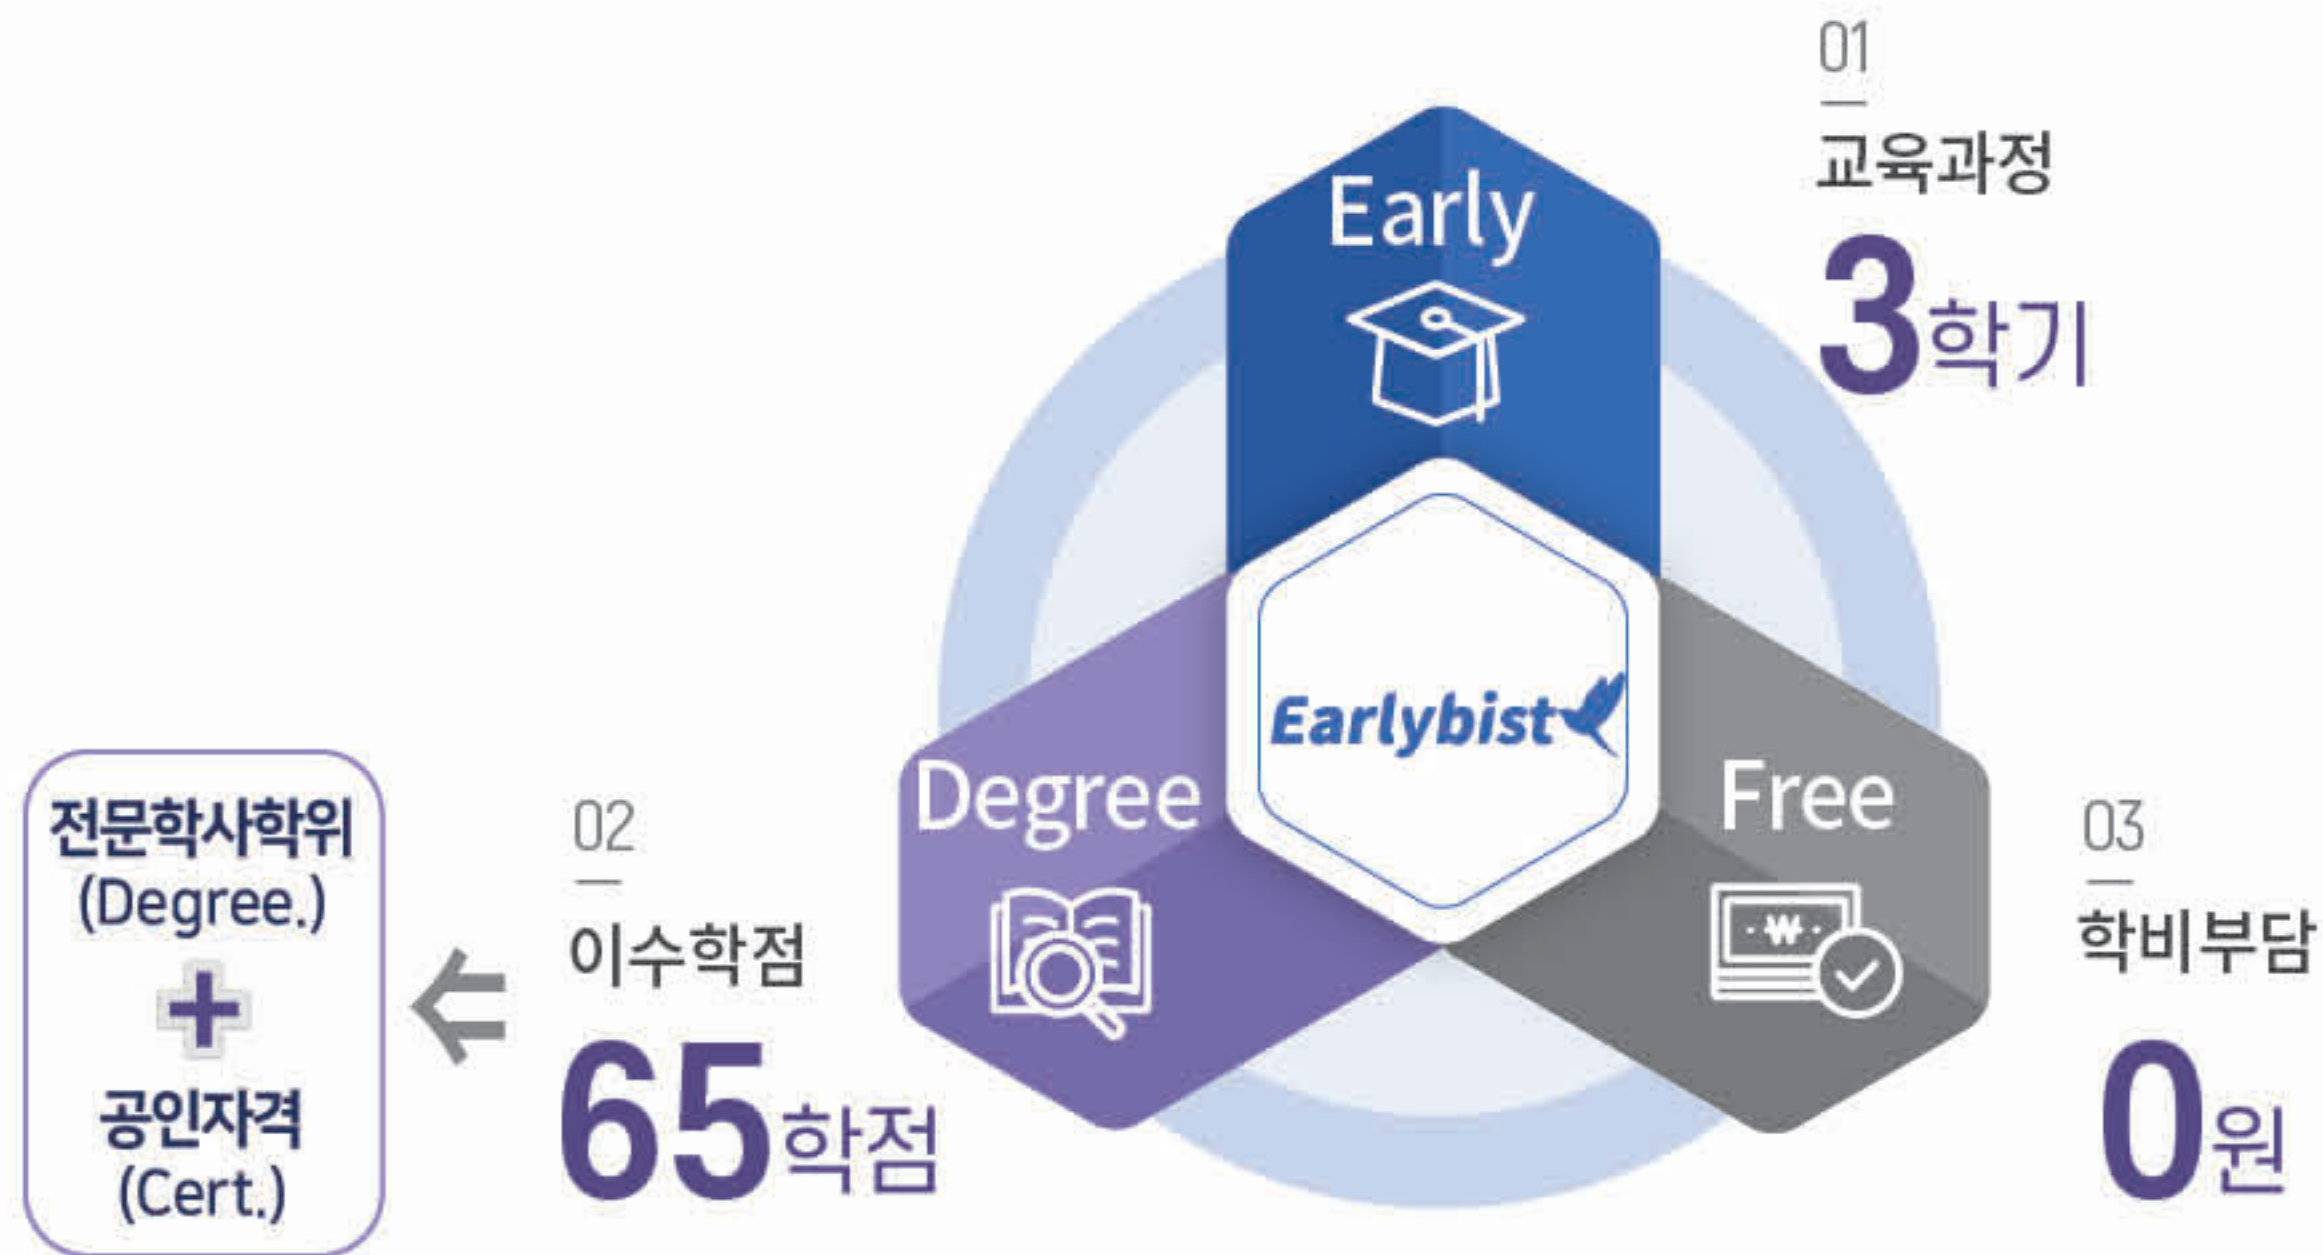 01
교육과정
3학기
Early
Earlybist
Degree
Free
02
이수학점
65학점
전문학사학위
(Degree.)
+
공인자격
(Cert.)
03
학비부담
0원
₩